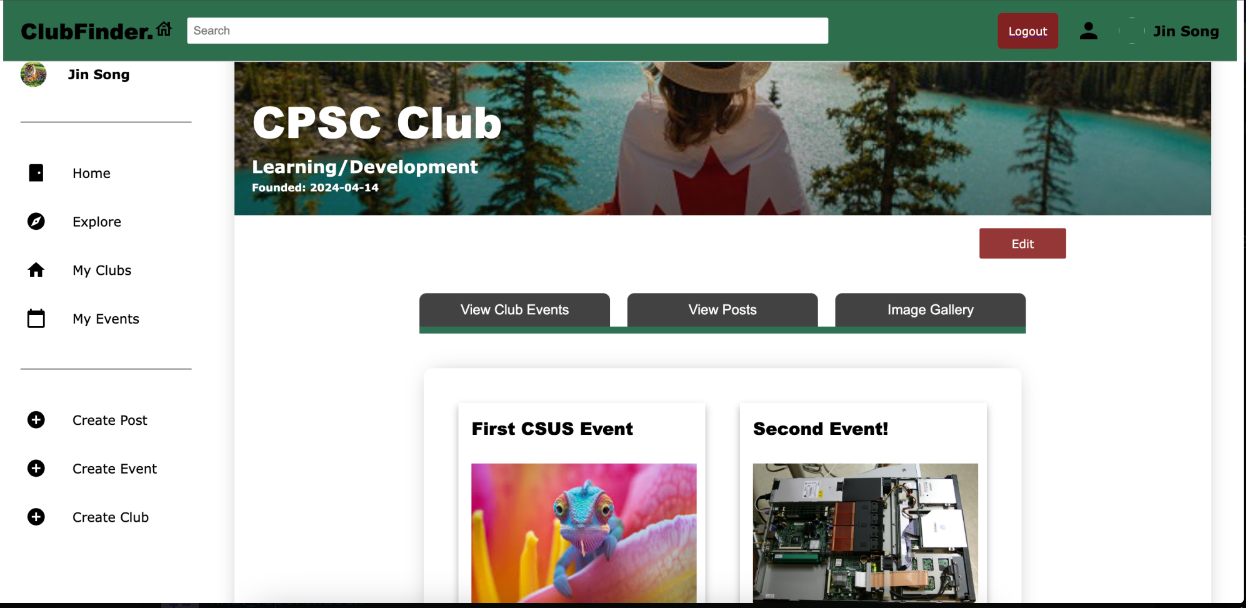 ClubFinder.
Search
Logout
Jin Song
Jin Song
Home
Explore
My Clubs
My Events
Create Post
Create Event
Create Club
CPSC Club
Learning/Development
Founded: 2024-04-14
Edit
View Club Events
View Posts
Image Gallery
First CSUS Event
Second Event!